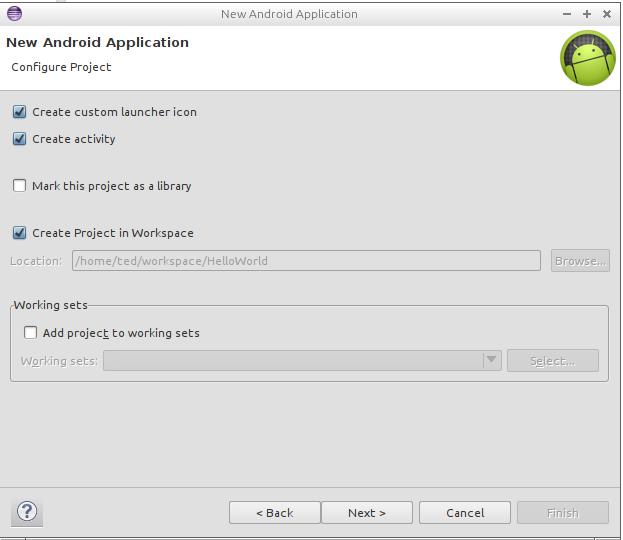 New Android Application
New Android Application
Configure Project
Create custom launcher icon
Create activity
Mark this project as a library
Create Project in Workspace
Location: /home/ted/workspace/HelloWorld Browse...
Working sets
Add project to working sets
Working sets: Select...
? < Back Next > Cancel Finish